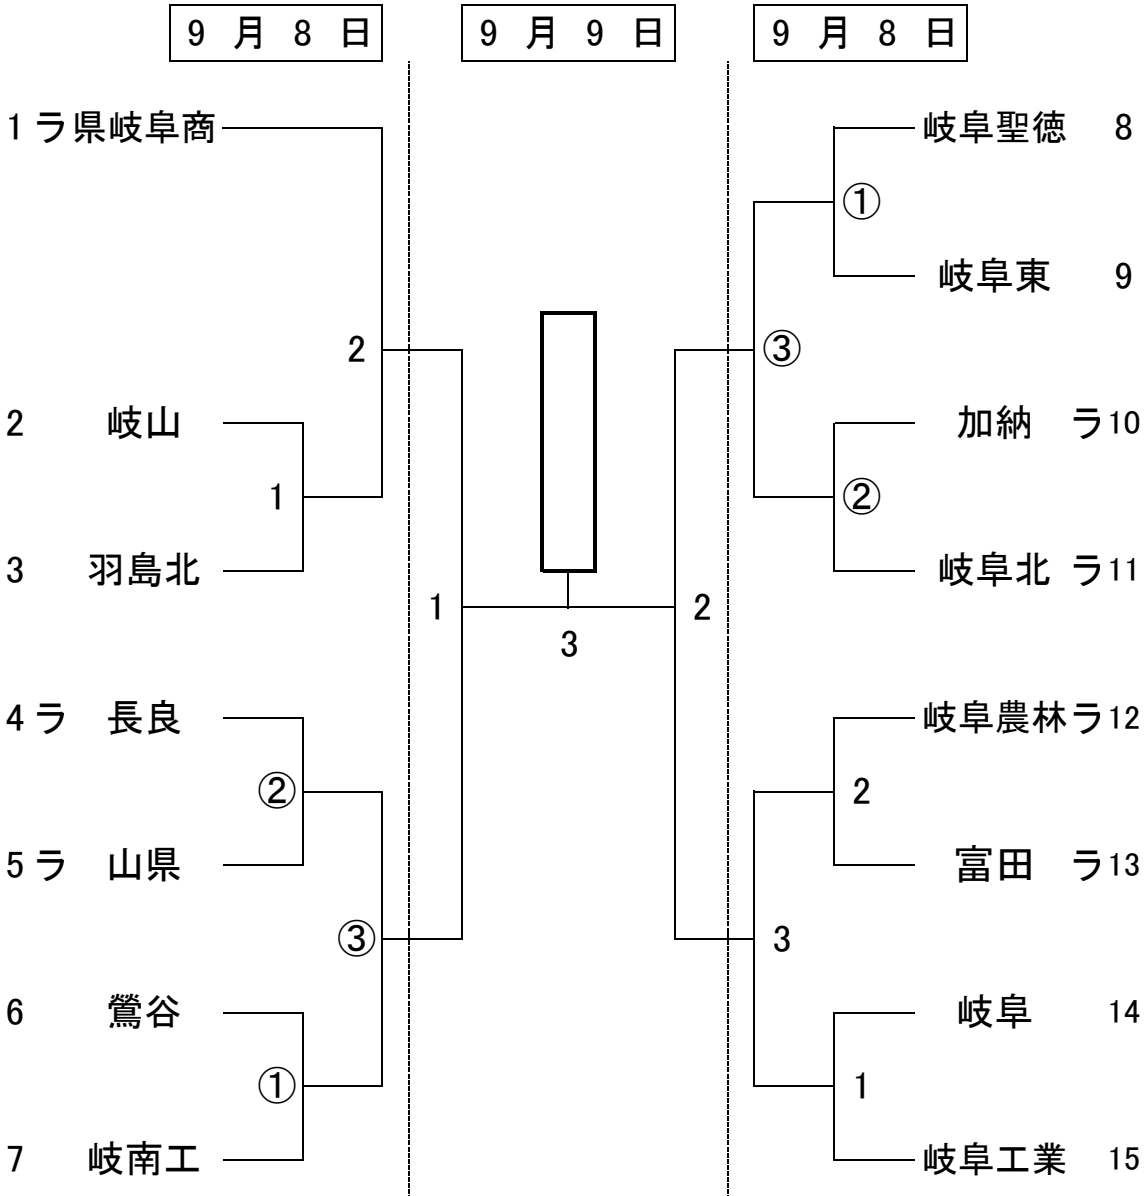 9月8日 9月9日 9月8日
1 ラ 県岐阜商 岐阜聖徳 8
①
岐阜東 9
2 ③
2 岐山 加納 ラ 10
1 ②
3 羽島北 岐阜北 ラ 11
1 2
3
4 ラ 長良 岐阜農林 ラ 12
② 2
5 ラ 山県 富田 ラ 13
③ 3
6 鶯谷 岐阜 14
① 1
7 岐南工 岐阜工業 15